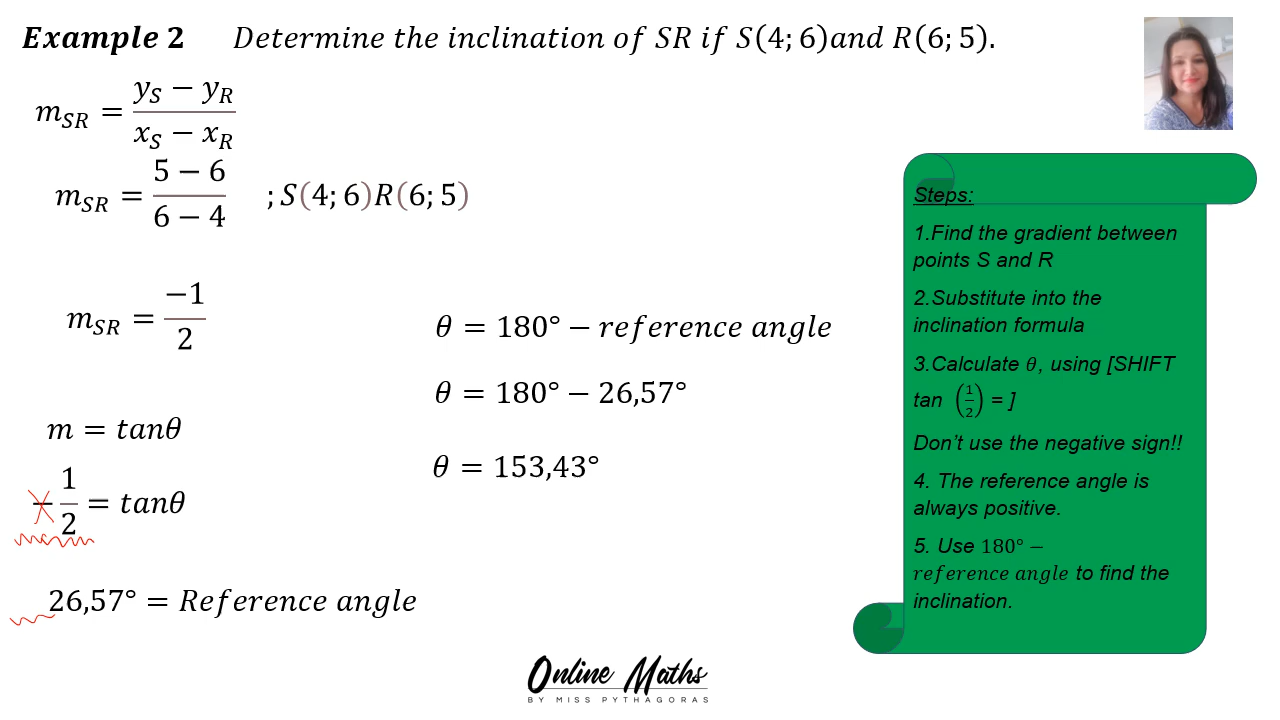 Example 2 Determine the inclination of SR if S(4; 6)and R(6; 5).
m_SR = (y_S − y_R)/(x_S − x_R)
m_SR = (5 − 6)/(6 − 4) ; S(4; 6)R(6; 5)
m_SR = −1/2
m = tanθ
−1/2 = tanθ
26,57° = Reference angle
θ = 180° − reference angle
θ = 180° − 26,57°
θ = 153,43°
Steps:
1.Find the gradient between
points S and R
2.Substitute into the
inclination formula
3.Calculate θ, using [SHIFT
tan (1/2) = ]
Don't use the negative sign!!
4. The reference angle is
always positive.
5. Use 180° −
reference angle to find the
inclination.
Online Maths
BY MISS PYTHAGORAS